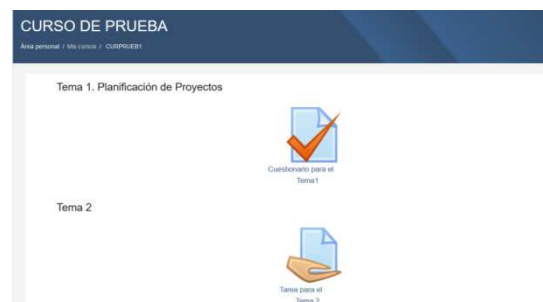 CURSO DE PRUEBA
Área personal / Mis cursos / CURPRUEB1
Tema 1. Planificación de Proyectos
Cuestionario para el
Tema1
Tema 2
Tarea para el
Tema 2